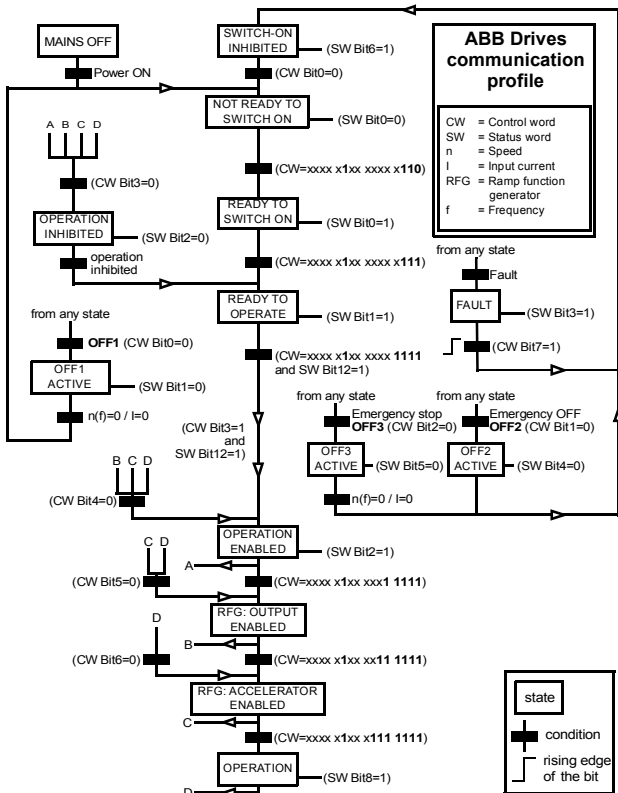 MAINS OFF
Power ON
SWITCH-ON
INHIBITED
(SW Bit6=1)
(CW Bit0=0)
NOT READY TO
SWITCH ON
(SW Bit0=0)
A B C D
(CW Bit3=0)
OPERATION
INHIBITED
(SW Bit2=0)
operation
inhibited
(CW=xxxx x1xx xxxx x110)
READY TO
SWITCH ON
(SW Bit0=1)
(CW=xxxx x1xx xxxx x111)
READY TO
OPERATE
(SW Bit1=1)
(CW=xxxx x1xx xxxx 1111
and SW Bit12=1)
ABB Drives
communication
profile
CW = Control word
SW = Status word
n = Speed
I = Input current
RFG = Ramp function
generator
f = Frequency
from any state
Fault
FAULT
(SW Bit3=1)
(CW Bit7=1)
from any state
OFF1 (CW Bit0=0)
OFF1
ACTIVE
(SW Bit1=0)
n(f)=0 / I=0
(CW Bit3=1
and
SW Bit12=1)
from any state
Emergency stop
OFF3 (CW Bit2=0)
OFF3
ACTIVE
(SW Bit5=0)
n(f)=0 / I=0
from any state
Emergency OFF
OFF2 (CW Bit1=0)
OFF2
ACTIVE
(SW Bit4=0)
B C D
(CW Bit4=0)
OPERATION
ENABLED
(SW Bit2=1)
A
(CW=xxxx x1xx xxx1 1111)
C D
(CW Bit5=0)
RFG: OUTPUT
ENABLED
B
(CW=xxxx x1xx xx11 1111)
D
(CW Bit6=0)
RFG: ACCELERATOR
ENABLED
C
(CW=xxxx x1xx x111 1111)
OPERATION
(SW Bit8=1)
D
state
condition
rising edge
of the bit